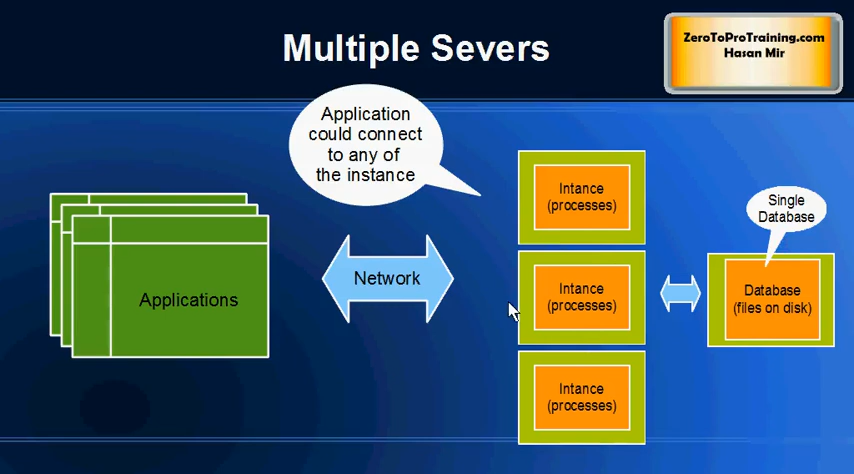 Multiple Severs
ZeroToProTraining.com
Hasan Mir
Application
could connect
to any of
the instance
Applications
Network
Intance
(processes)
Intance
(processes)
Intance
(processes)
Single
Database
Database
(files on disk)